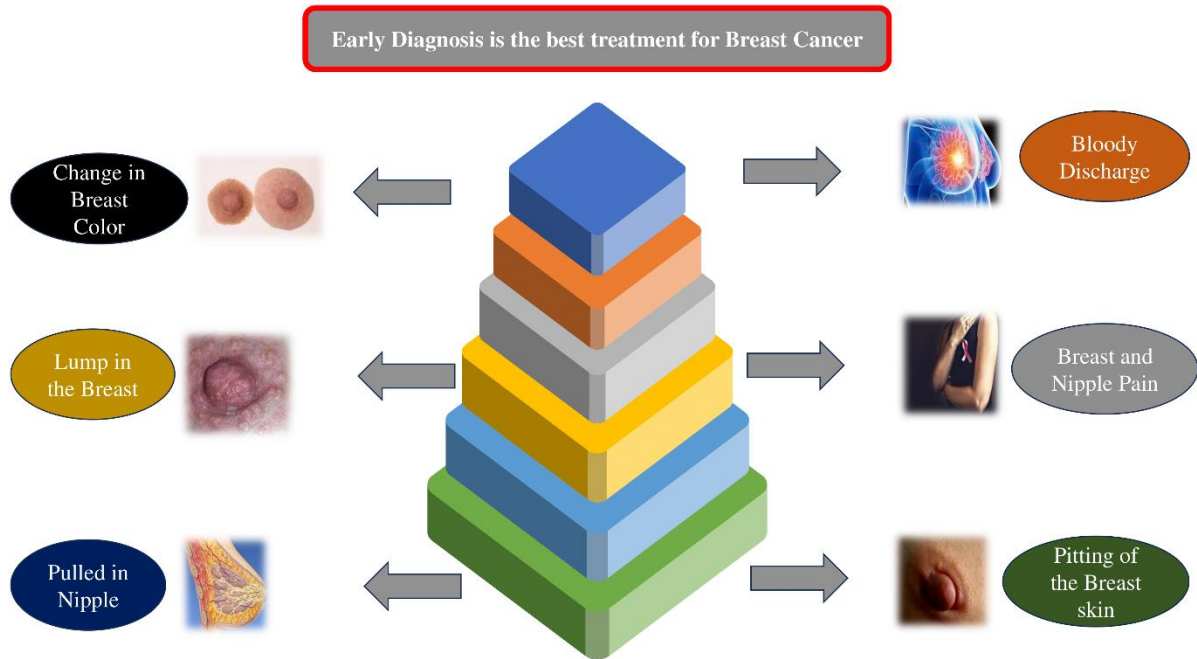 Early Diagnosis is the best treatment for Breast Cancer
Change in
Breast
Color
Bloody
Discharge
Lump in
the Breast
Breast and
Nipple Pain
Pulled in
Nipple
Pitting of
the Breast
skin